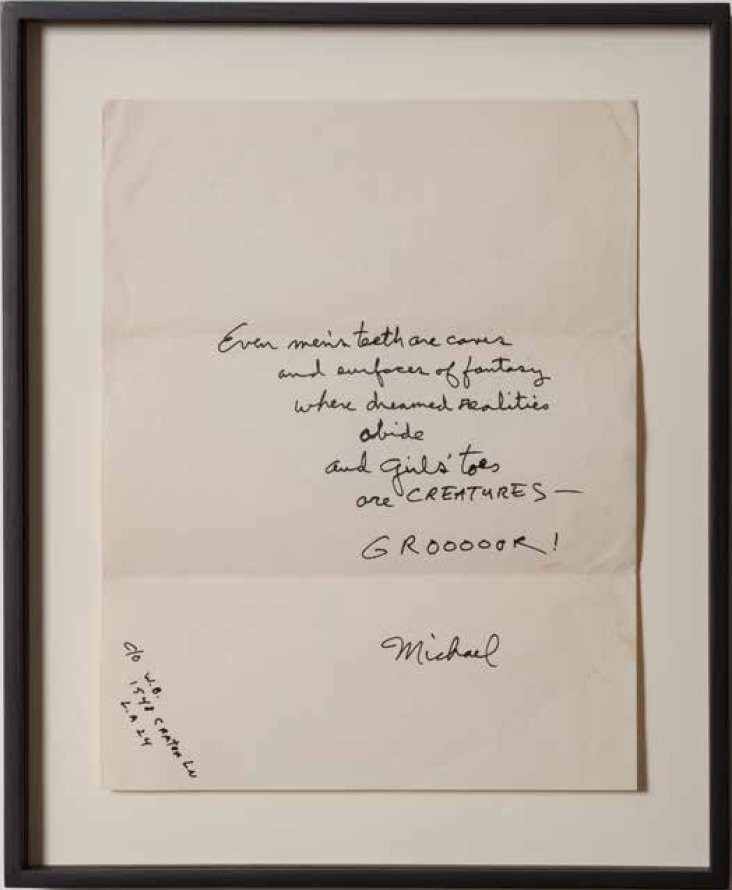 Even men's teeth are caves
and surfaces of fantasy
where dreamed realities
abide
and girls' toes
are CREATURES—
GROOOOOR!
Michael
c/o W.B.
1548 CRATER LN
L.A 24